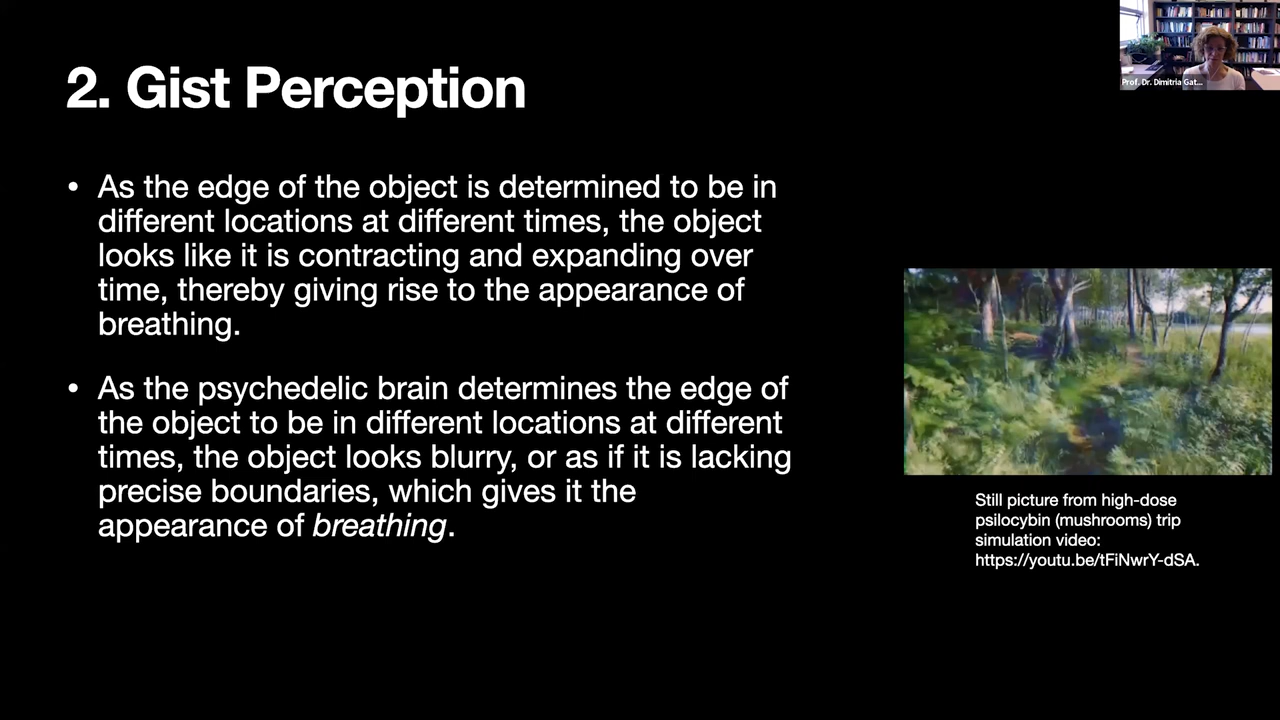 Prof. Dr. Dimitria Gat...
2. Gist Perception
• As the edge of the object is determined to be in
different locations at different times, the object
looks like it is contracting and expanding over
time, thereby giving rise to the appearance of
breathing.
• As the psychedelic brain determines the edge of
the object to be in different locations at different
times, the object looks blurry, or as if it is lacking
precise boundaries, which gives it the
appearance of breathing.
Still picture from high-dose
psilocybin (mushrooms) trip
simulation video:
https://youtu.be/tFiNwrY-dSA.